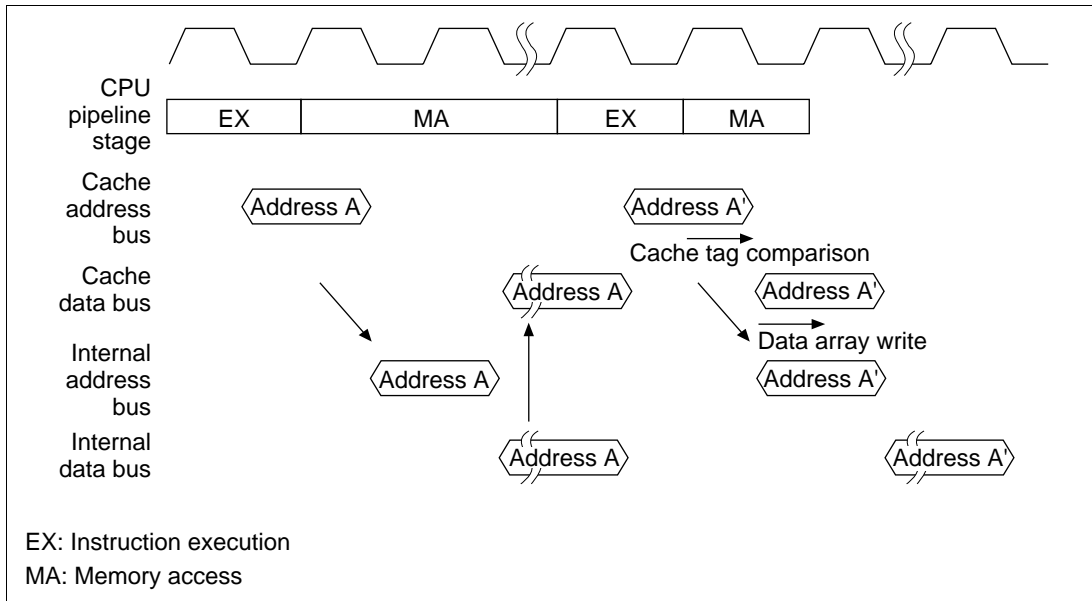 CPU
pipeline
stage
EX
MA
EX
MA
Cache
address
bus
Address A
Address A'
Cache tag comparison
Cache
data bus
Address A
Address A'
Data array write
Internal
address
bus
Address A
Address A'
Internal
data bus
Address A
Address A'
EX: Instruction execution
MA: Memory access